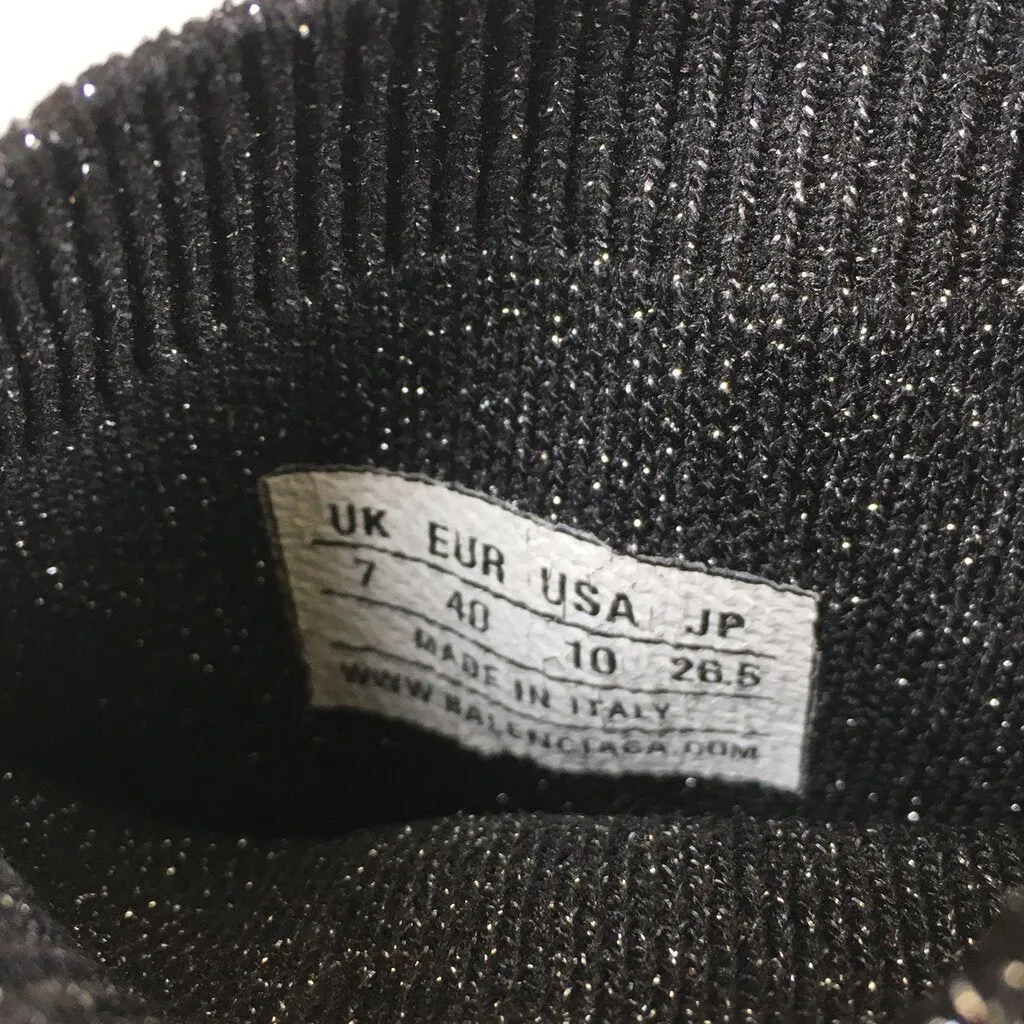 UK EUR USA JP
7 40 10 26.5
MADE IN ITALY
WWW.BALENCIAGA.COM